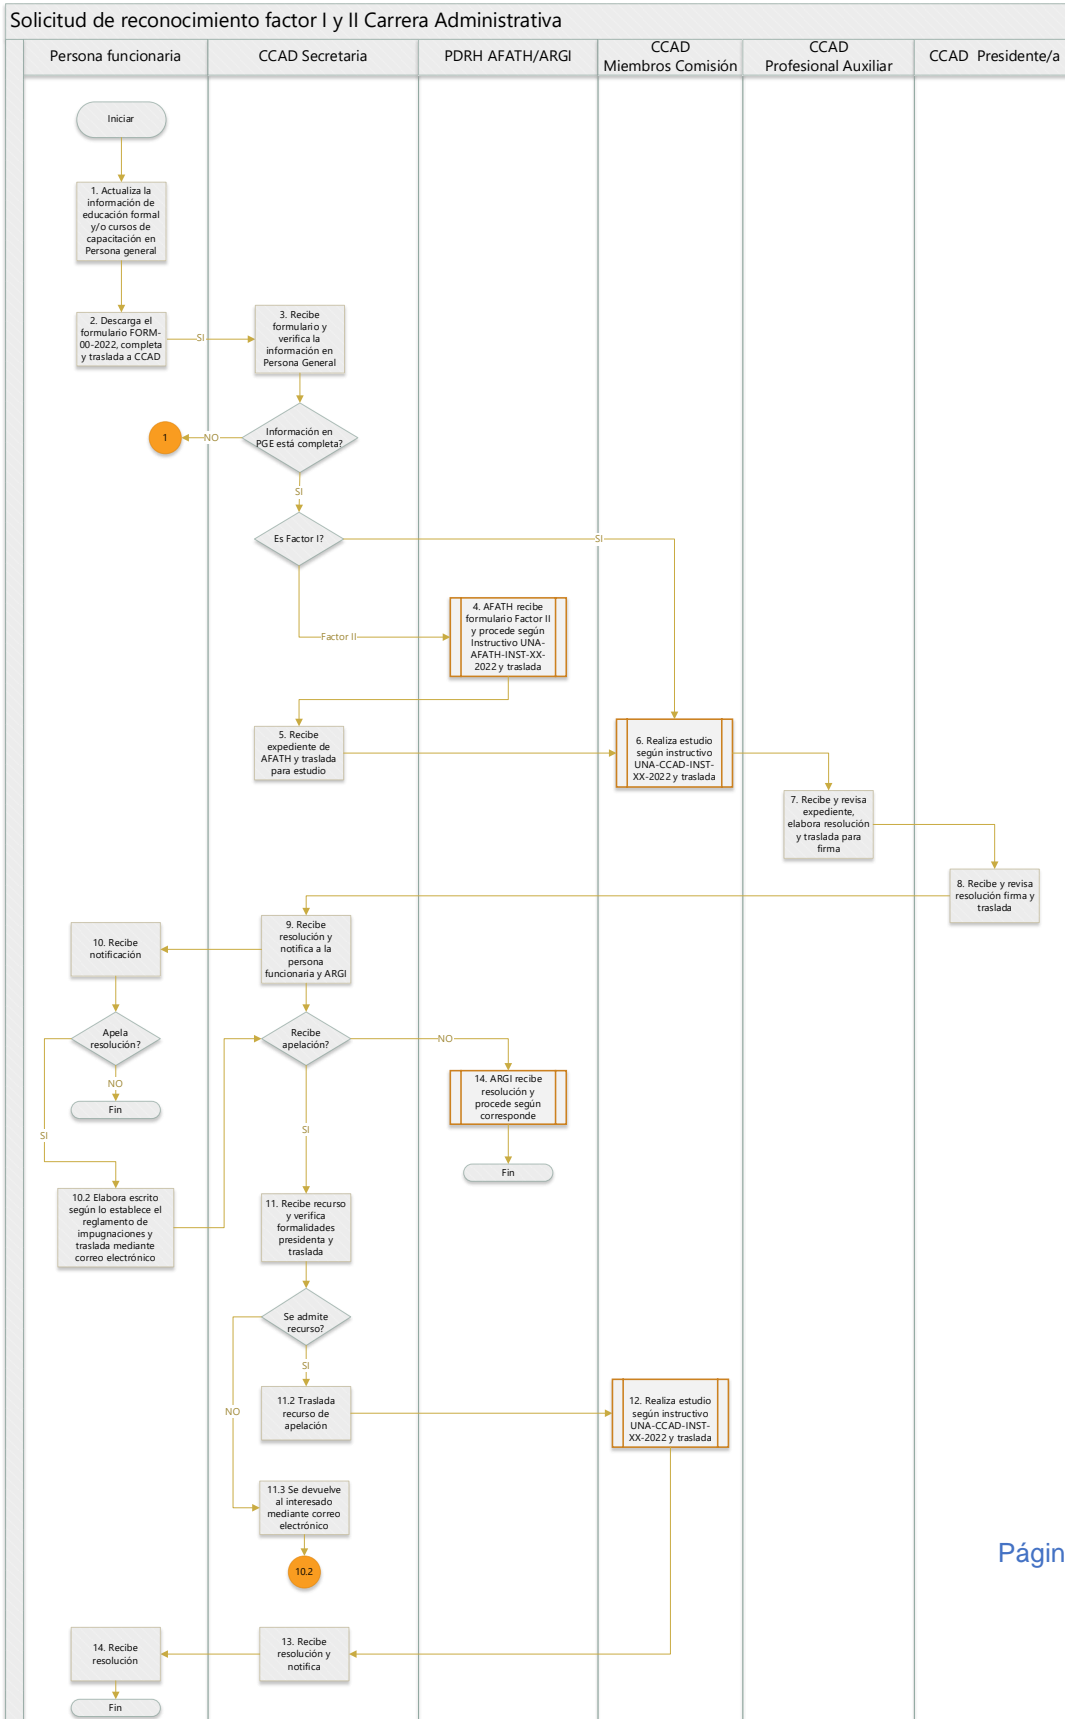 Solicitud de reconocimiento factor I y II Carrera Administrativa
Persona funcionaria
CCAD Secretaria
PDRH AFATH/ARGI
CCAD
Miembros Comisión
CCAD
Profesional Auxiliar
CCAD Presidente/a
Iniciar
1. Actualiza la
información de
educación formal
y/o cursos de
capacitación en
Persona general
2. Descarga el
formulario FORM-
00-2022, completa
y traslada a CCAD
SI
3. Recibe
formulario y
verifica la
información en
Persona General
Información en
PGE está completa?
NO
1
SI
Es Factor I?
SI
Factor II
4. AFATH recibe
formulario Factor II
y procede según
Instructivo UNA-
AFATH-INST-XX-
2022 y traslada
5. Recibe
expediente de
AFATH y traslada
para estudio
6. Realiza estudio
según instructivo
UNA-CCAD-INST-
XX-2022 y traslada
7. Recibe y revisa
expediente,
elabora resolución
y traslada para
firma
8. Recibe y revisa
resolución firma y
traslada
9. Recibe
resolución y
notifica a la
persona
funcionaria y ARGI
10. Recibe
notificación
Apela
resolución?
NO
Fin
SI
Recibe
apelación?
NO
14. ARGI recibe
resolución y
procede según
corresponde
Fin
SI
10.2 Elabora escrito
según lo establece el
reglamento de
impugnaciones y
traslada mediante
correo electrónico
11. Recibe recurso
y verifica
formalidades
presidenta y
traslada
Se admite
recurso?
SI
NO
11.2 Traslada
recurso de
apelación
12. Realiza estudio
según instructivo
UNA-CCAD-INST-
XX-2022 y traslada
11.3 Se devuelve
al interesado
mediante correo
electrónico
10.2
Págin
13. Recibe
resolución y
notifica
14. Recibe
resolución
Fin